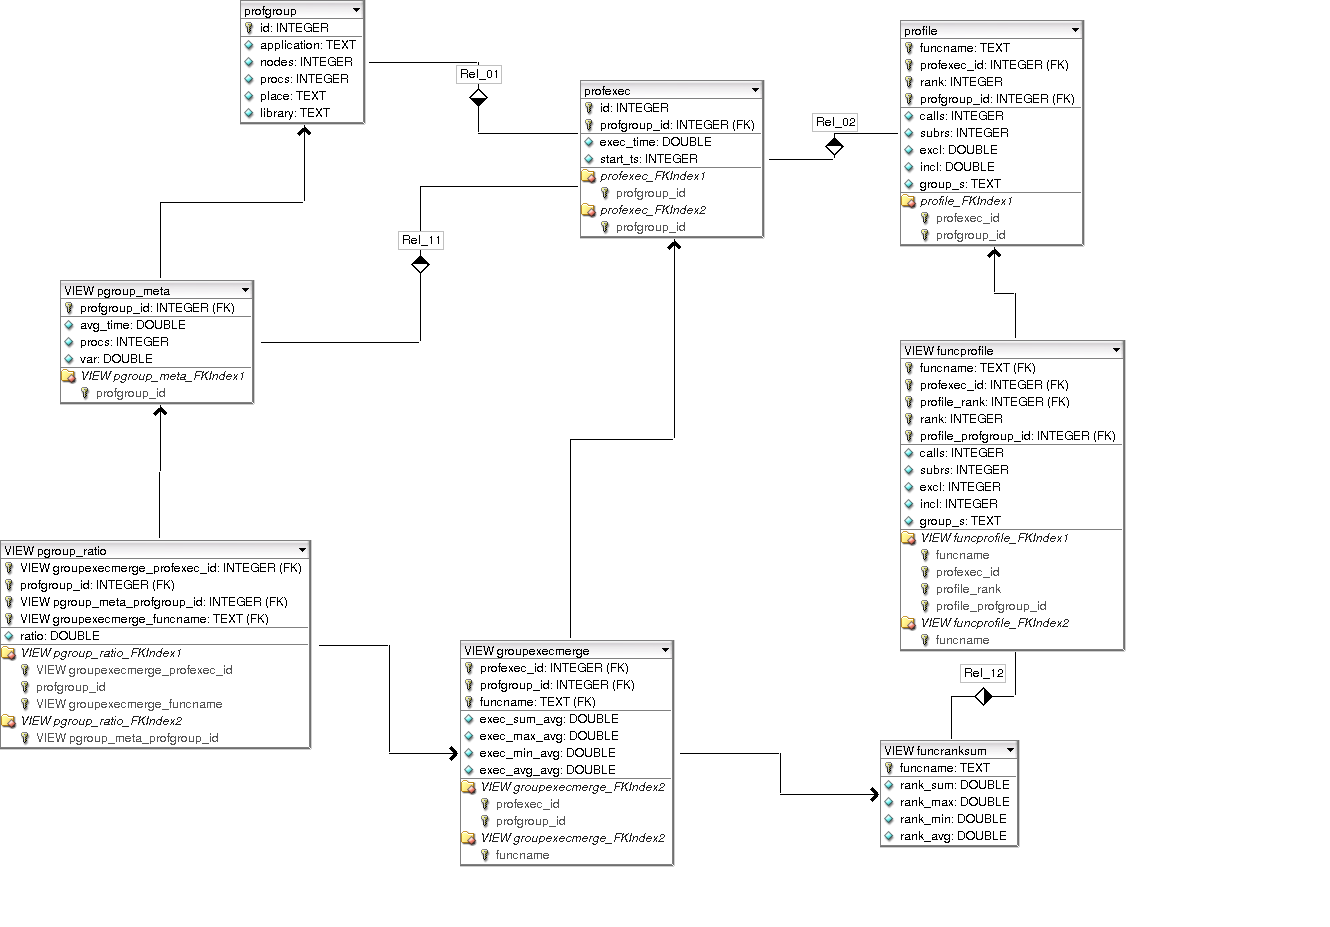 profgroup
id: INTEGER
application: TEXT
nodes: INTEGER
procs: INTEGER
place: TEXT
library: TEXT
Rel_01
profexec
id: INTEGER
profgroup_id: INTEGER (FK)
exec_time: DOUBLE
start_ts: INTEGER
profexec_FKIndex1
profgroup_id
profexec_FKIndex2
profgroup_id
Rel_02
profile
funcname: TEXT
profexec_id: INTEGER (FK)
rank: INTEGER
profgroup_id: INTEGER (FK)
calls: INTEGER
subrs: INTEGER
excl: DOUBLE
incl: DOUBLE
group_s: TEXT
profile_FKIndex1
profexec_id
profgroup_id
Rel_11
VIEW pgroup_meta
profgroup_id: INTEGER (FK)
avg_time: DOUBLE
procs: INTEGER
var: DOUBLE
VIEW pgroup_meta_FKIndex1
profgroup_id
VIEW funcprofile
funcname: TEXT (FK)
profexec_id: INTEGER (FK)
profile_rank: INTEGER (FK)
rank: INTEGER
profile_profgroup_id: INTEGER (FK)
calls: INTEGER
subrs: INTEGER
excl: INTEGER
incl: INTEGER
group_s: TEXT
VIEW funcprofile_FKIndex1
funcname
profexec_id
profile_rank
profile_profgroup_id
VIEW funcprofile_FKIndex2
funcname
VIEW pgroup_ratio
VIEW groupexecmerge_profexec_id: INTEGER (FK)
profgroup_id: INTEGER (FK)
VIEW pgroup_meta_profgroup_id: INTEGER (FK)
VIEW groupexecmerge_funcname: TEXT (FK)
ratio: DOUBLE
VIEW pgroup_ratio_FKIndex1
VIEW groupexecmerge_profexec_id
profgroup_id
VIEW groupexecmerge_funcname
VIEW pgroup_ratio_FKIndex2
VIEW pgroup_meta_profgroup_id
VIEW groupexecmerge
profexec_id: INTEGER (FK)
profgroup_id: INTEGER (FK)
funcname: TEXT (FK)
exec_sum_avg: DOUBLE
exec_max_avg: DOUBLE
exec_min_avg: DOUBLE
exec_avg_avg: DOUBLE
VIEW groupexecmerge_FKIndex2
profexec_id
profgroup_id
VIEW groupexecmerge_FKIndex2
funcname
Rel_12
VIEW funcranksum
funcname: TEXT
rank_sum: DOUBLE
rank_max: DOUBLE
rank_min: DOUBLE
rank_avg: DOUBLE